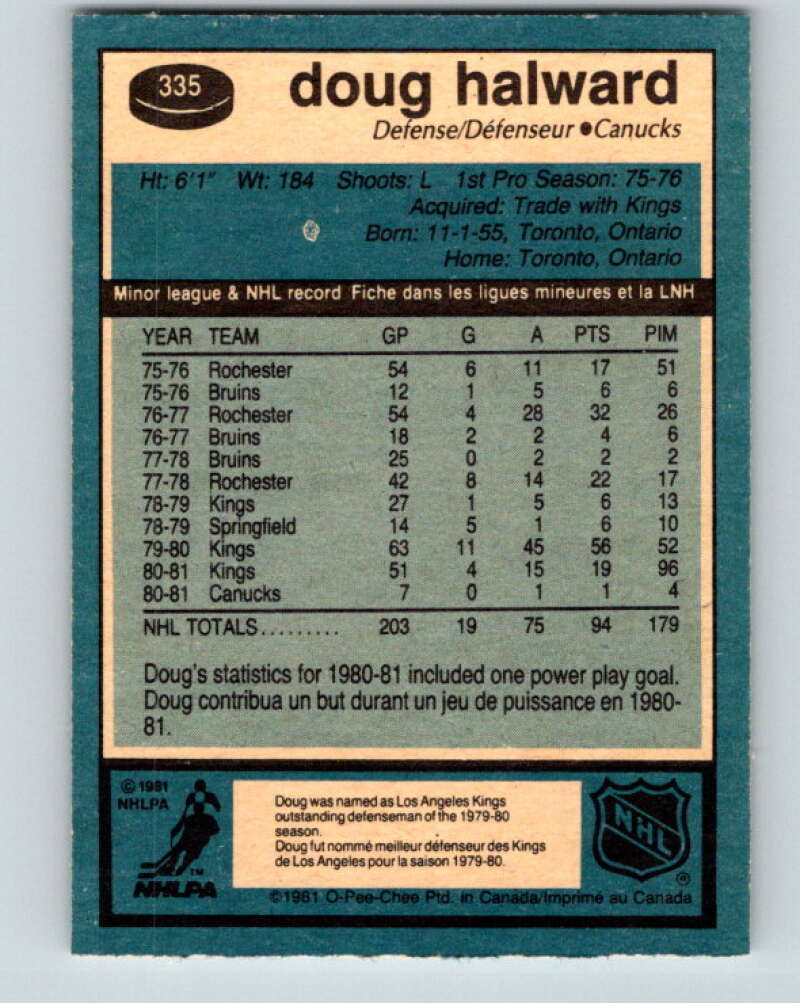 335
doug halward
Defense/Défenseur ●Canucks
Ht: 6'1" Wt: 184 Shoots: L 1st Pro Season: 75-76
Acquired: Trade with Kings
Born: 11-1-55, Toronto, Ontario
Home: Toronto, Ontario
Minor league & NHL record Fiche dans les ligues mineures et la LNH
YEAR TEAM GP G A PTS PIM
75-76 Rochester 54 6 11 17 51
75-76 Bruins 12 1 5 6 6
76-77 Rochester 54 4 28 32 26
76-77 Bruins 18 2 2 4 6
77-78 Bruins 25 0 2 2 2
77-78 Rochester 42 8 14 22 17
78-79 Kings 27 1 5 6 13
78-79 Springfield 14 5 1 6 10
79-80 Kings 63 11 45 56 52
80-81 Kings 51 4 15 19 96
80-81 Canucks 7 0 1 1 4
NHL TOTALS......... 203 19 75 94 179
Doug's statistics for 1980-81 included one power play goal.
Doug contribua un but durant un jeu de puissance en 1980-
81.
© 1981
NHLPA
TM
NHLPA
Doug was named as Los Angeles Kings
outstanding defenseman of the 1979-80
season.
Doug fut nommé meilleur défenseur des Kings
de Los Angeles pour la saison 1979-80.
NHL
®
©1981 O-Pee-Chee Ptd. in Canada/Imprimé au Canada